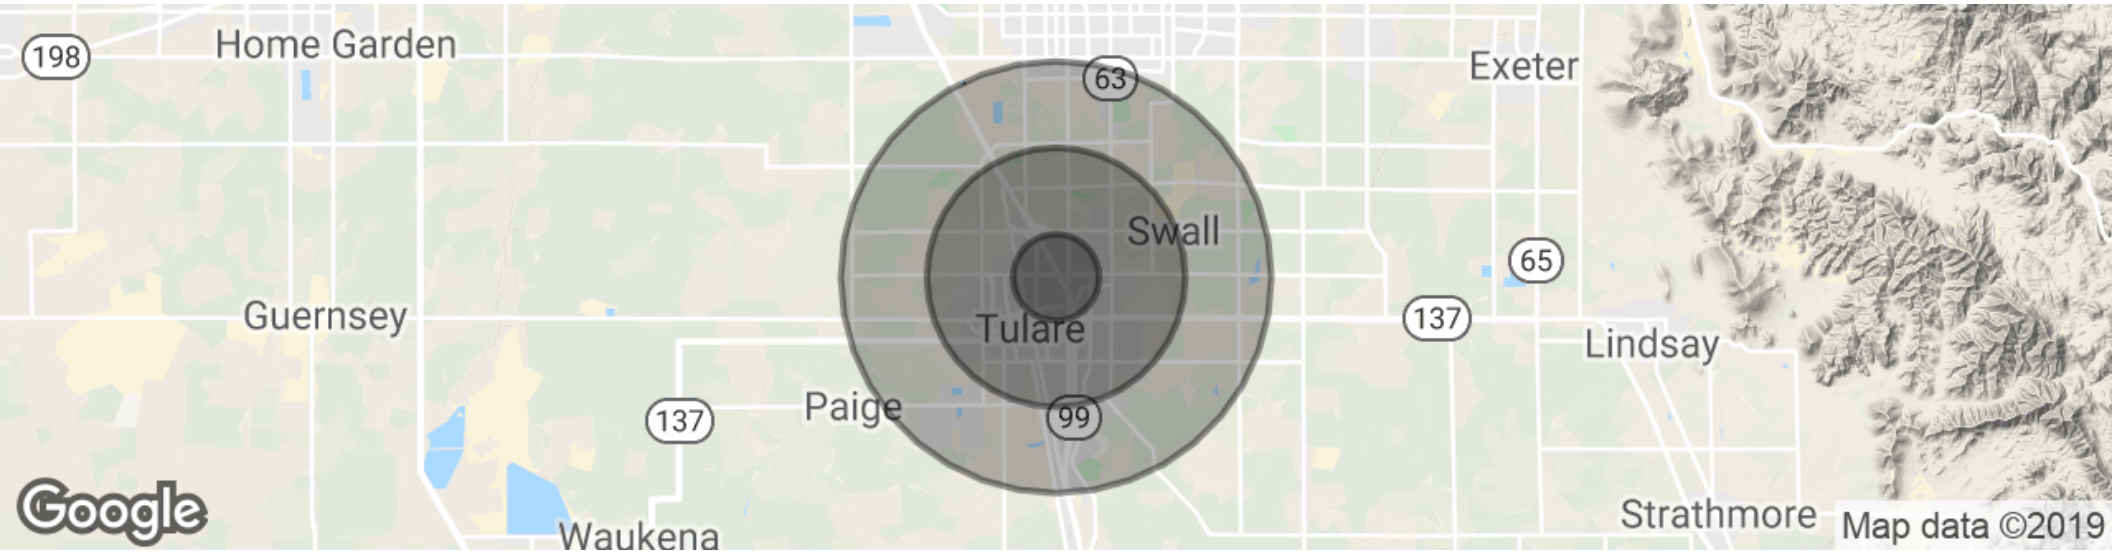 198
Home Garden
63
Exeter
Swall
65
Guernsey
137
Tulare
Lindsay
Paige
137
99
Google
Waukena
Strathmore
Map data ©2019